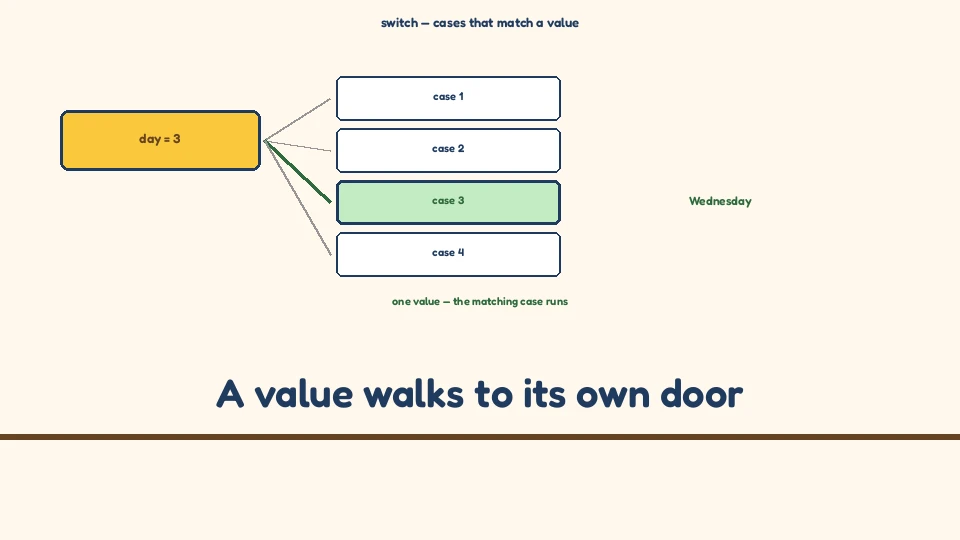 switch — cases that match a value
case 1
day = 3
case 2
case 3
Wednesday
case 4
one value — the matching case runs
A value walks to its own door